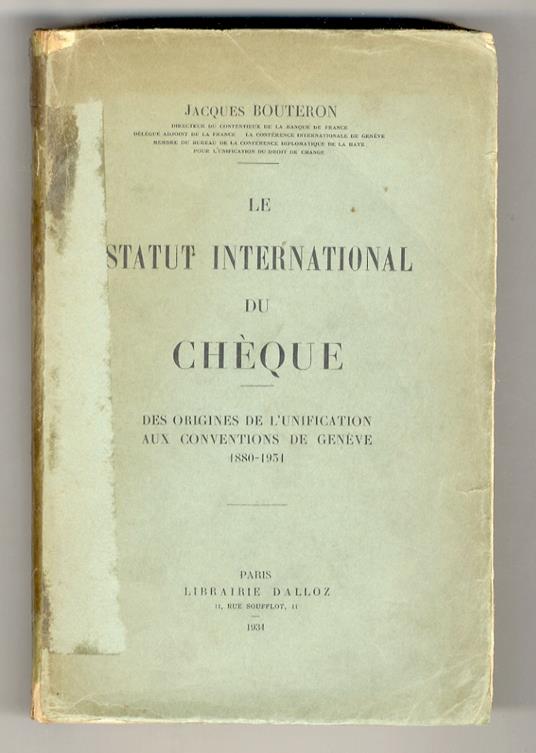 Jacques BOUTERON
DIRECTEUR DU CONTENTIEUX DE LA BANQUE DE FRANCE
DÉLÉGUÉ ADJOINT DE LA FRANCE A LA CONFÉRENCE INTERNATIONALE DE GENÈVE
MEMBRE DU BUREAU DE LA CONFÉRENCE DIPLOMATIQUE DE LA HAYE
POUR L'UNIFICATION DU DROIT DE CHANGE
LE
STATUT INTERNATIONAL
DU
CHÈQUE
DES ORIGINES DE L'UNIFICATION
AUX CONVENTIONS DE GENÈVE
1880-1931
PARIS
LIBRAIRIE DALLOZ
11, RUE SOUFFLOT, 11
1934